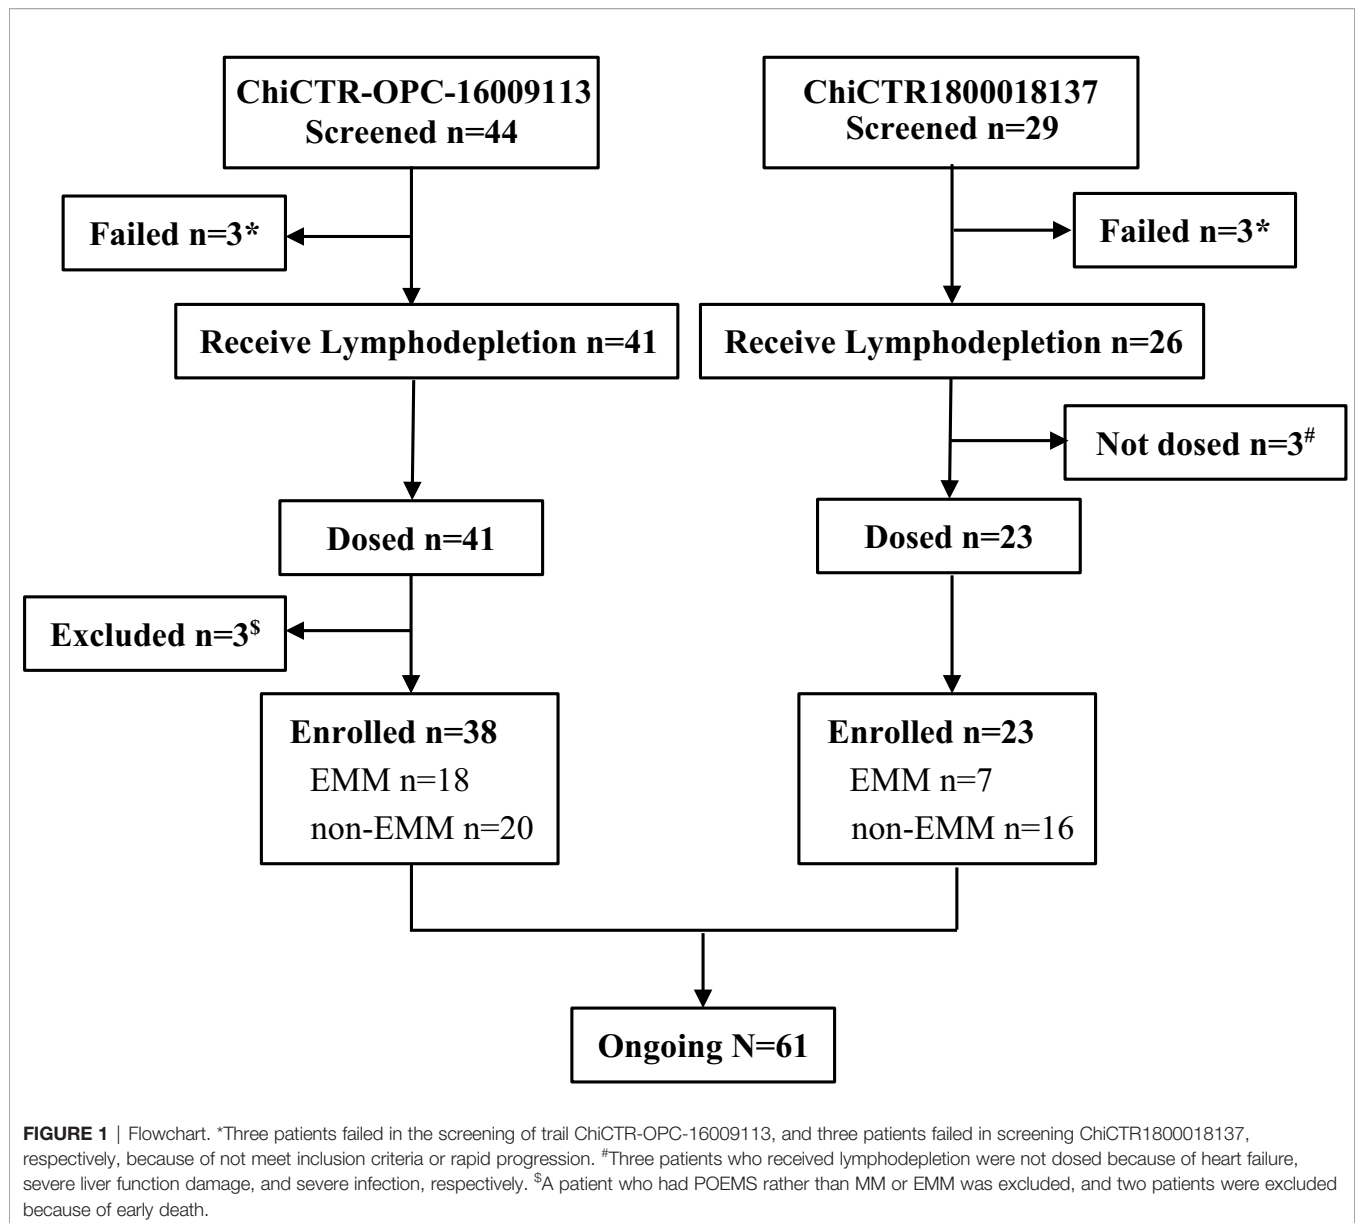 ChiCTR-OPC-16009113
Screened n=44
ChiCTR1800018137
Screened n=29
Failed n=3*
Failed n=3*
Receive Lymphodepletion n=41
Receive Lymphodepletion n=26
Not dosed n=3#
Dosed n=41
Dosed n=23
Excluded n=3$
Enrolled n=38
EMM n=18
non-EMM n=20
Enrolled n=23
EMM n=7
non-EMM n=16
Ongoing N=61
FIGURE 1 | Flowchart. *Three patients failed in the screening of trail ChiCTR-OPC-16009113, and three patients failed in screening ChiCTR1800018137,
respectively, because of not meet inclusion criteria or rapid progression. #Three patients who received lymphodepletion were not dosed because of heart failure,
severe liver function damage, and severe infection, respectively. $A patient who had POEMS rather than MM or EMM was excluded, and two patients were excluded
because of early death.